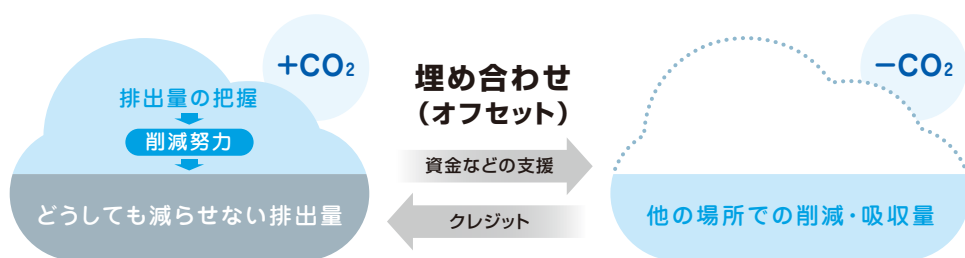 +CO₂
排出量の把握
削減努力
どうしても減らせない排出量
埋め合わせ
（オフセット）
資金などの支援
クレジット
−CO₂
他の場所での削減・吸収量